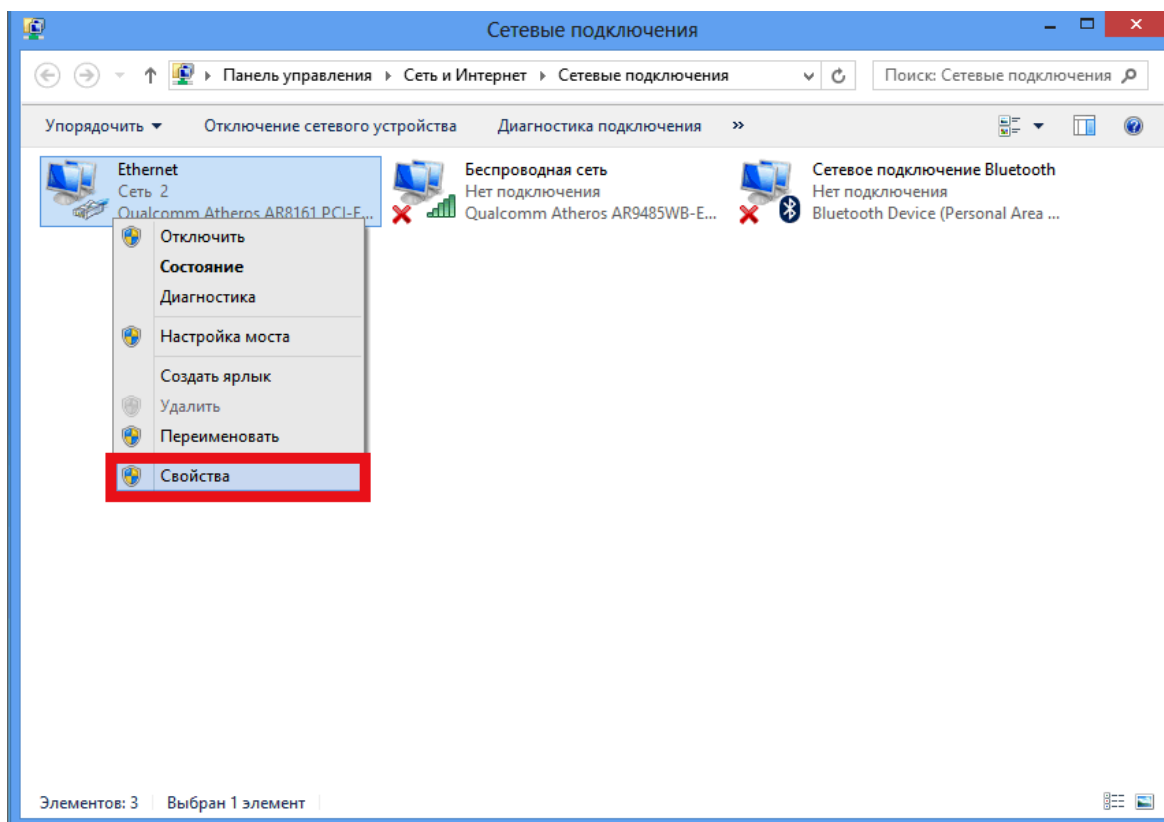 Сетевые подключения
Панель управления Сеть и Интернет Сетевые подключения Поиск: Сетевые подключения
Упорядочить Отключение сетевого устройства Диагностика подключения »
Ethernet
Сеть 2
Qualcomm Atheros AR8161 PCI-E...
Беспроводная сеть
Нет подключения
Qualcomm Atheros AR9485WB-E...
Сетевое подключение Bluetooth
Нет подключения
Bluetooth Device (Personal Area ...
Отключить
Состояние
Диагностика
Настройка моста
Создать ярлык
Удалить
Переименовать
Свойства
Элементов: 3 Выбран 1 элемент